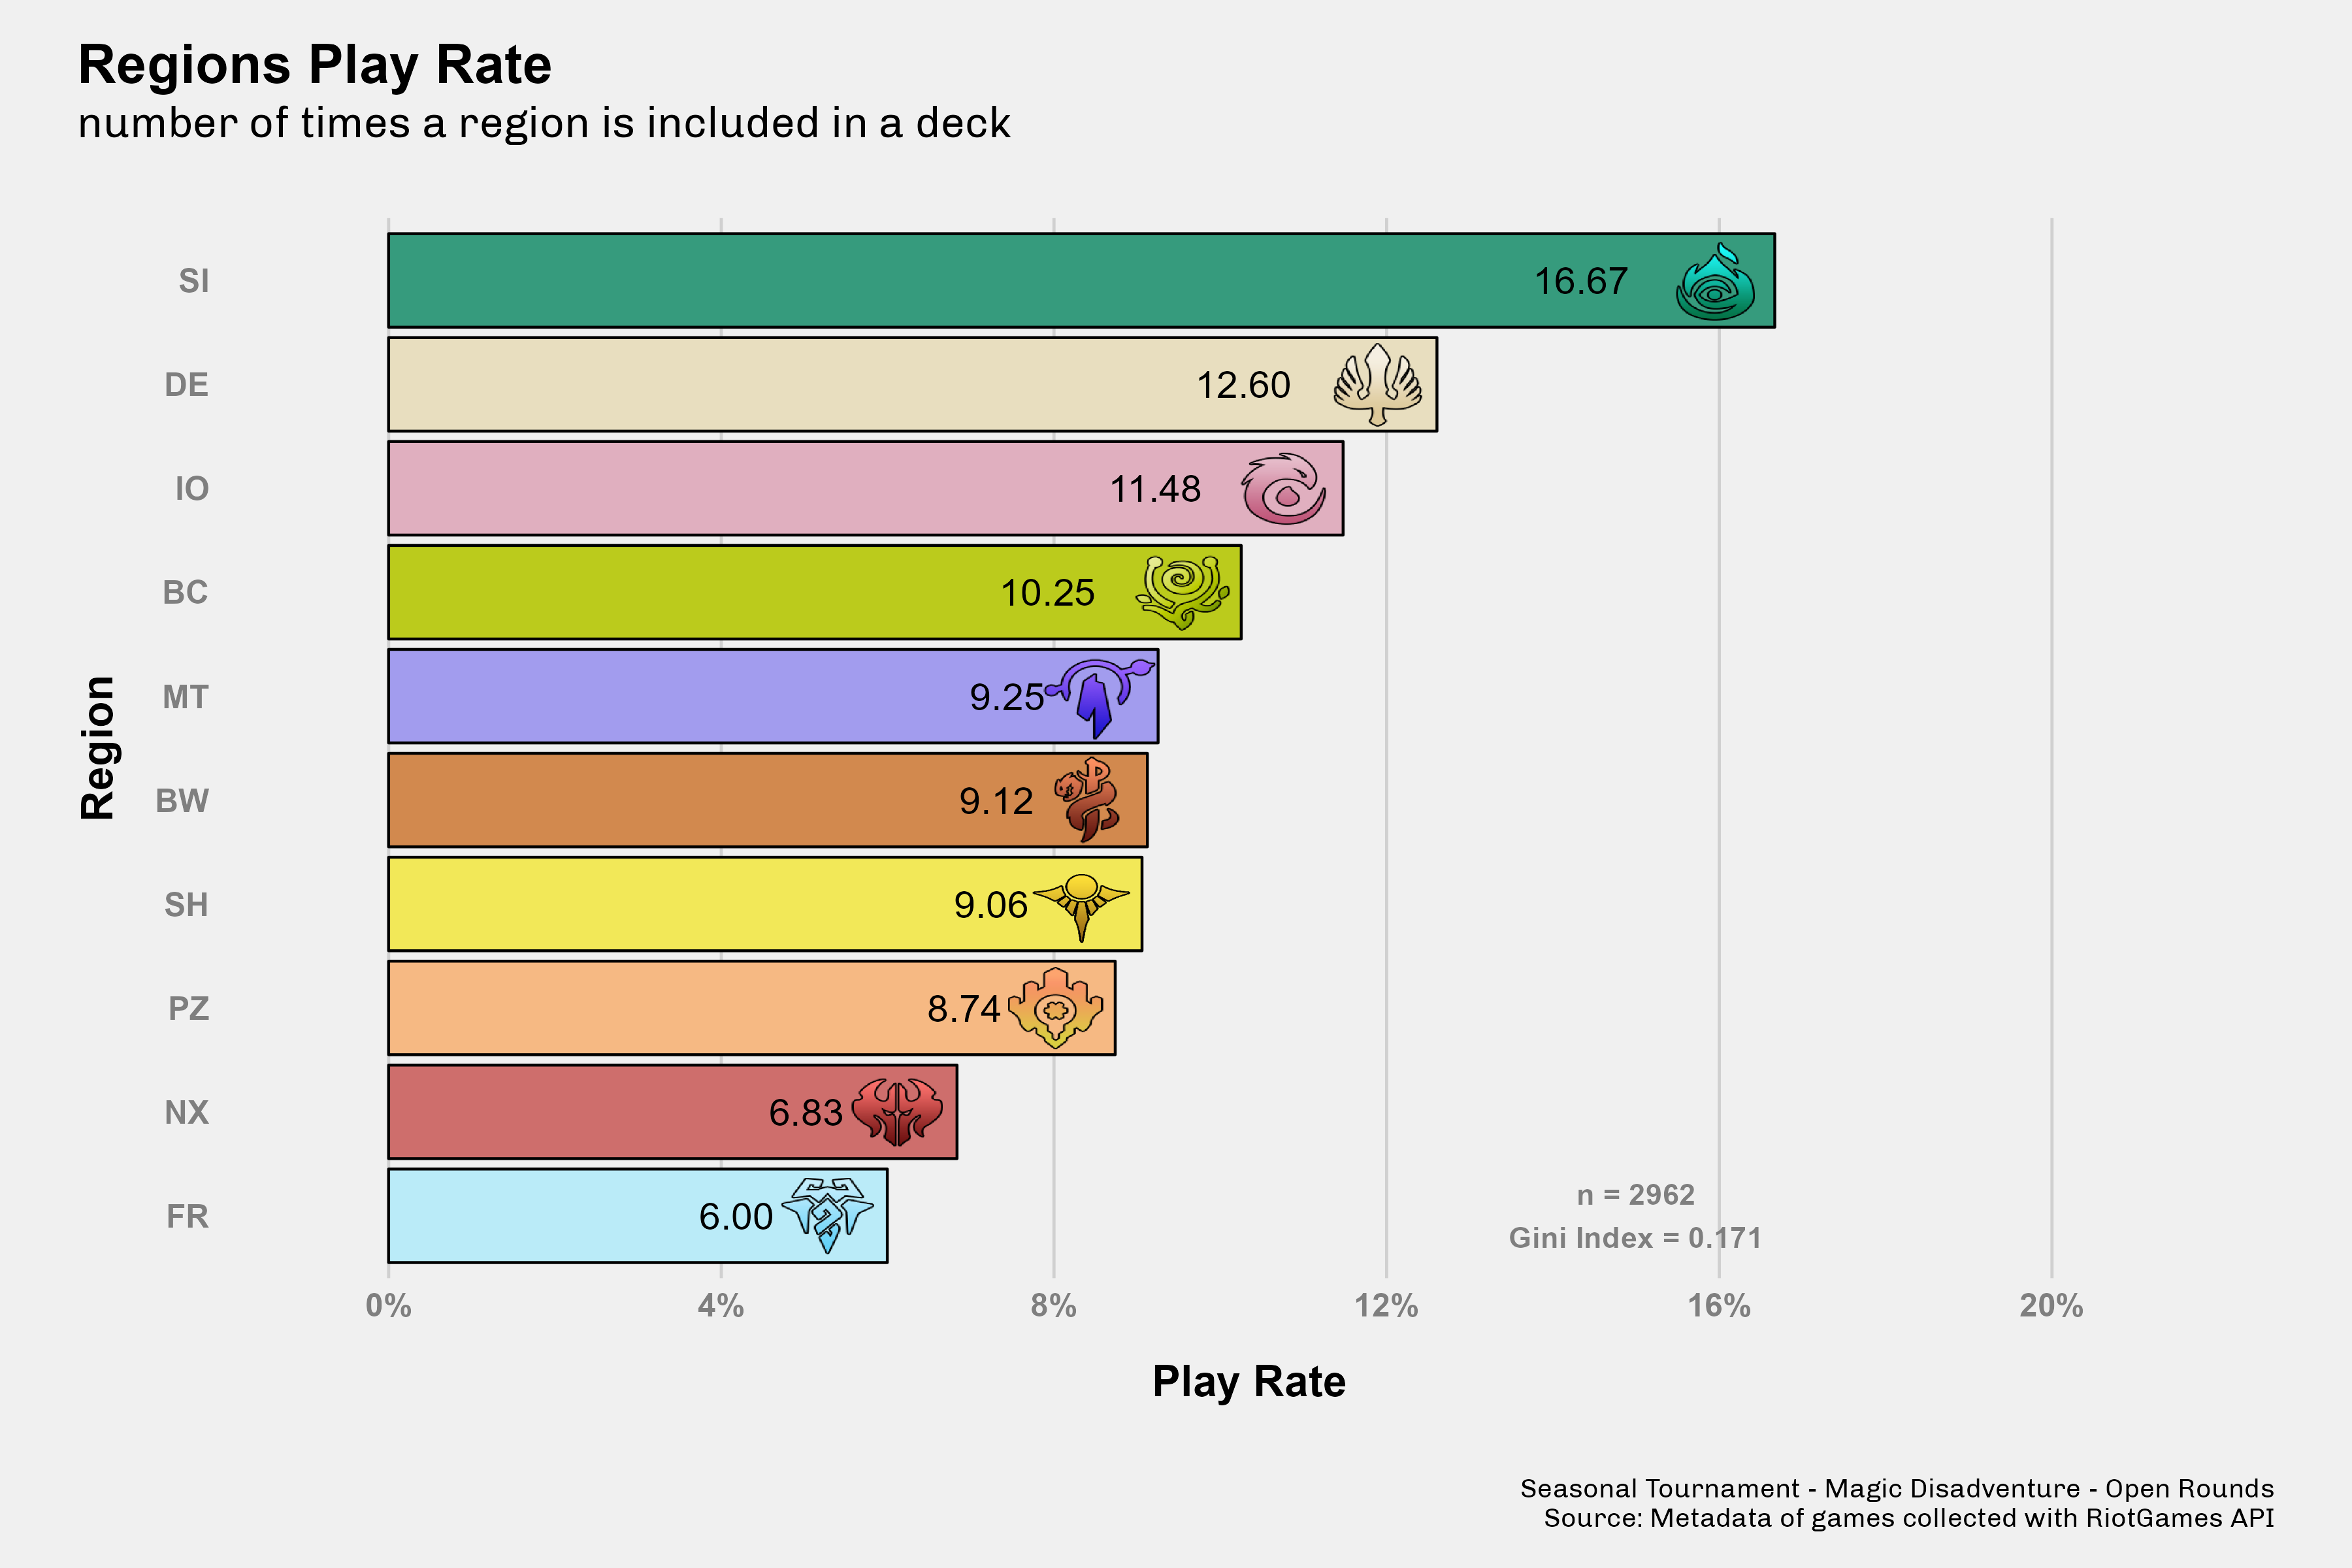 Regions Play Rate
number of times a region is included in a deck
SI
16.67
DE
12.60
IO
11.48
BC
10.25
MT
9.25
BW
9.12
SH
9.06
PZ
8.74
NX
6.83
FR
6.00
Region
n = 2962
Gini Index = 0.171
0%
4%
8%
12%
16%
20%
Play Rate
Seasonal Tournament - Magic Disadventure - Open Rounds
Source: Metadata of games collected with RiotGames API